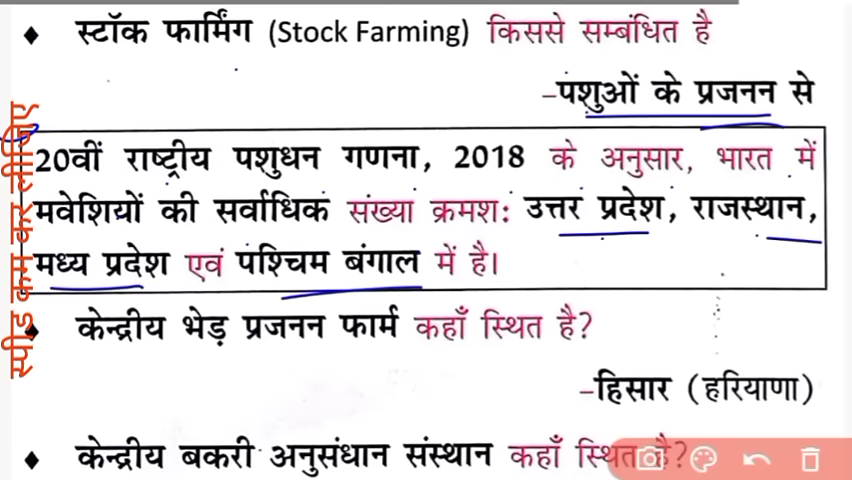 ♦ स्टॉक फार्मिंग (Stock Farming) किससे सम्बंधित है
–पशुओं के प्रजनन से
20वीं राष्ट्रीय पशुधन गणना, 2018 के अनुसार, भारत में
मवेशियों की सर्वाधिक संख्या क्रमश: उत्तर प्रदेश, राजस्थान,
मध्य प्रदेश एवं पश्चिम बंगाल में है।
♦ केन्द्रीय भेड़ प्रजनन फार्म कहाँ स्थित है?
–हिसार (हरियाणा)
♦ केन्द्रीय बकरी अनुसंधान संस्थान कहाँ स्थित है?
स्पीड कम कर लीजिए